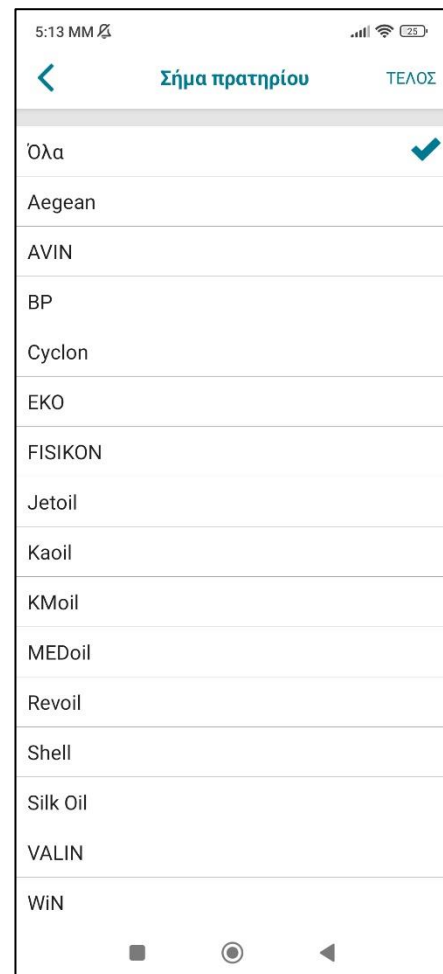 5:13 ΜΜ 25
Σήμα πρατηρίου ΤΕΛΟΣ
Όλα
Aegean
AVIN
BP
Cyclon
EKO
FISIKON
Jetoil
Kaoil
KMoil
MEDoil
Revoil
Shell
Silk Oil
VALIN
WiN